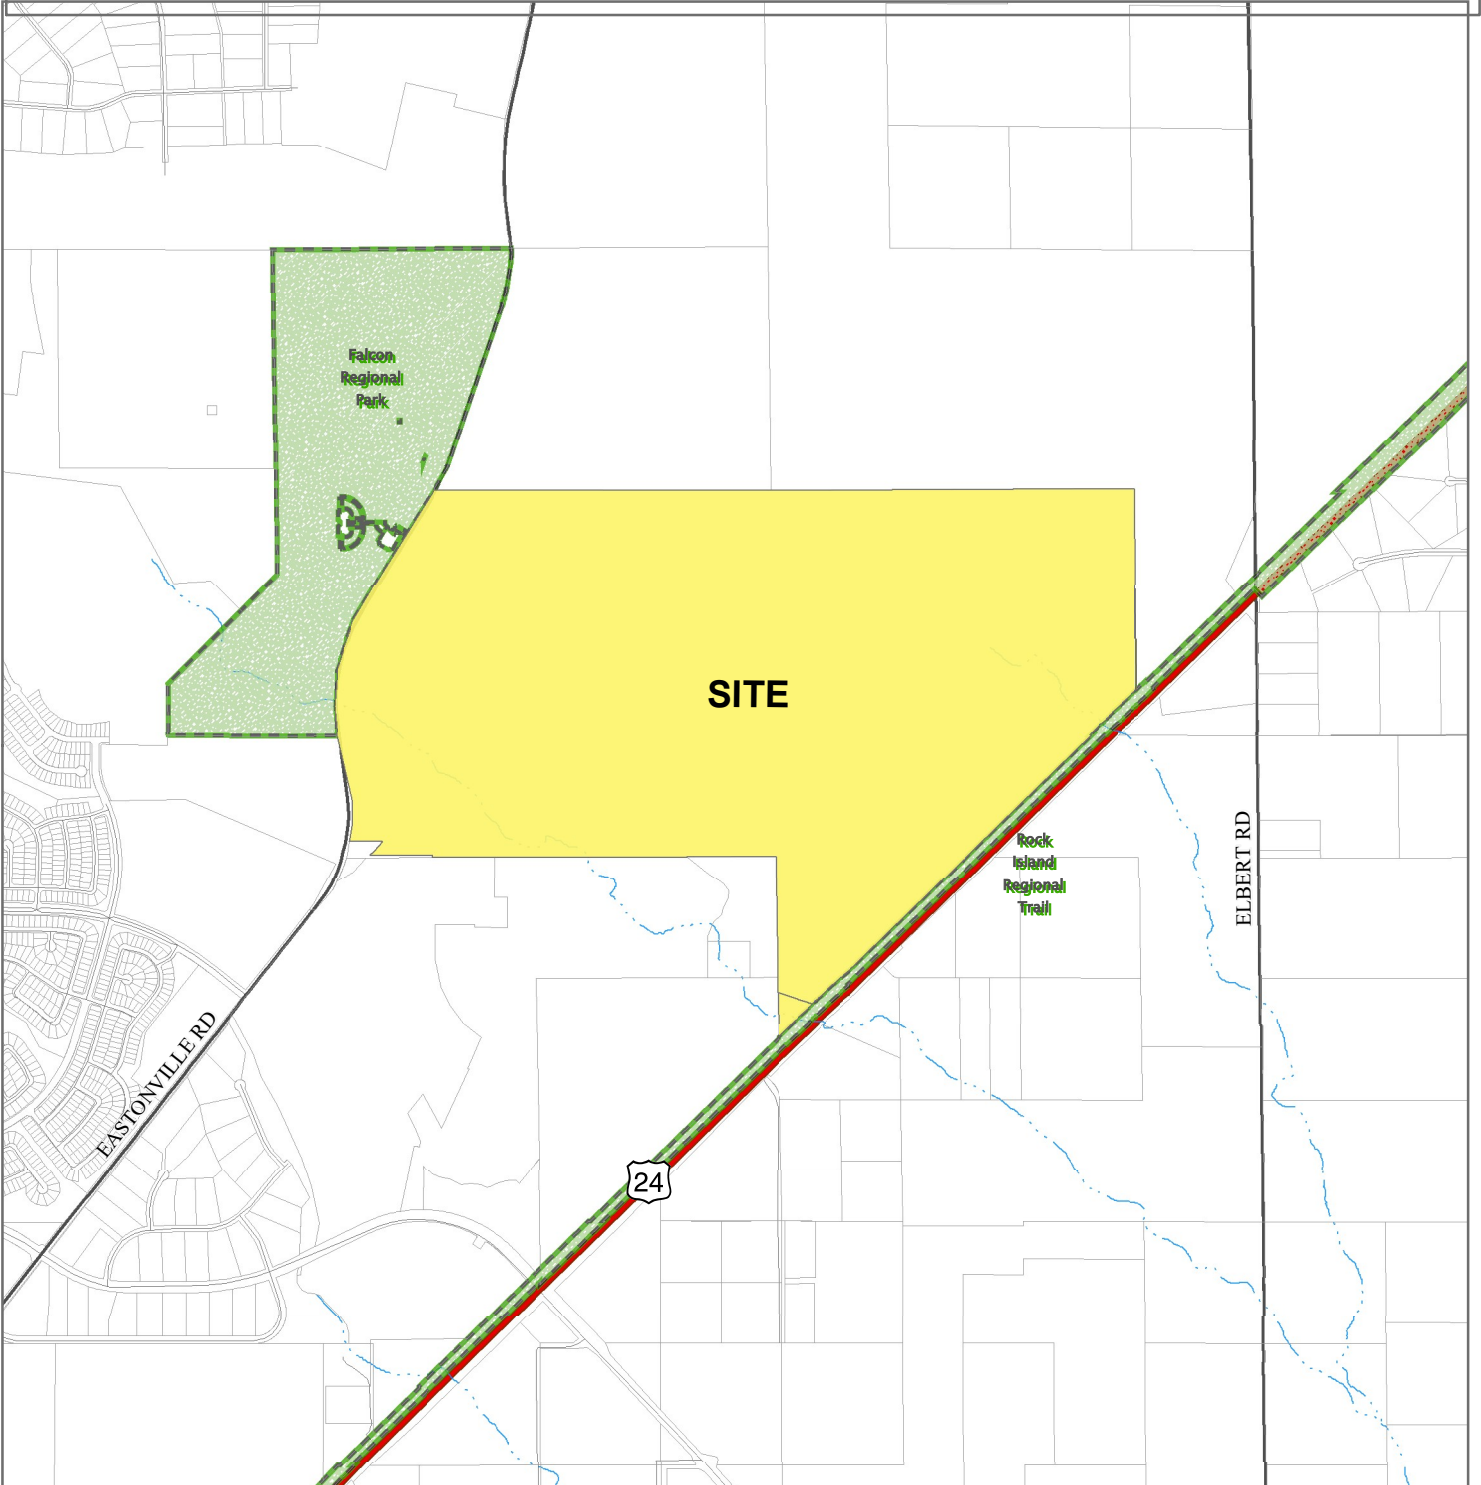 Falcon
Regional
Park
SITE
Rock
Island
Regional
Trail
ELBERT RD
EASTONVILLE RD
24